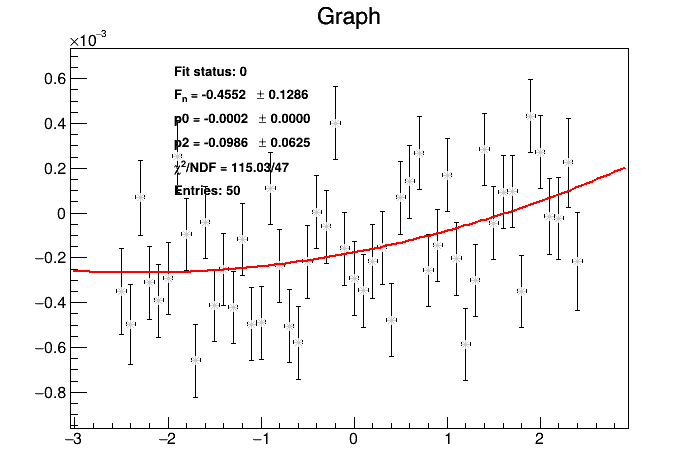 Graph
×10⁻³
Fit status: 0
Fₙ = -0.4552 ± 0.1286
p0 = -0.0002 ± 0.0000
p2 = -0.0986 ± 0.0625
χ²/NDF = 115.03/47
Entries: 50
0.6
0.4
0.2
0
−0.2
−0.4
−0.6
−0.8
−3 −2 −1 0 1 2